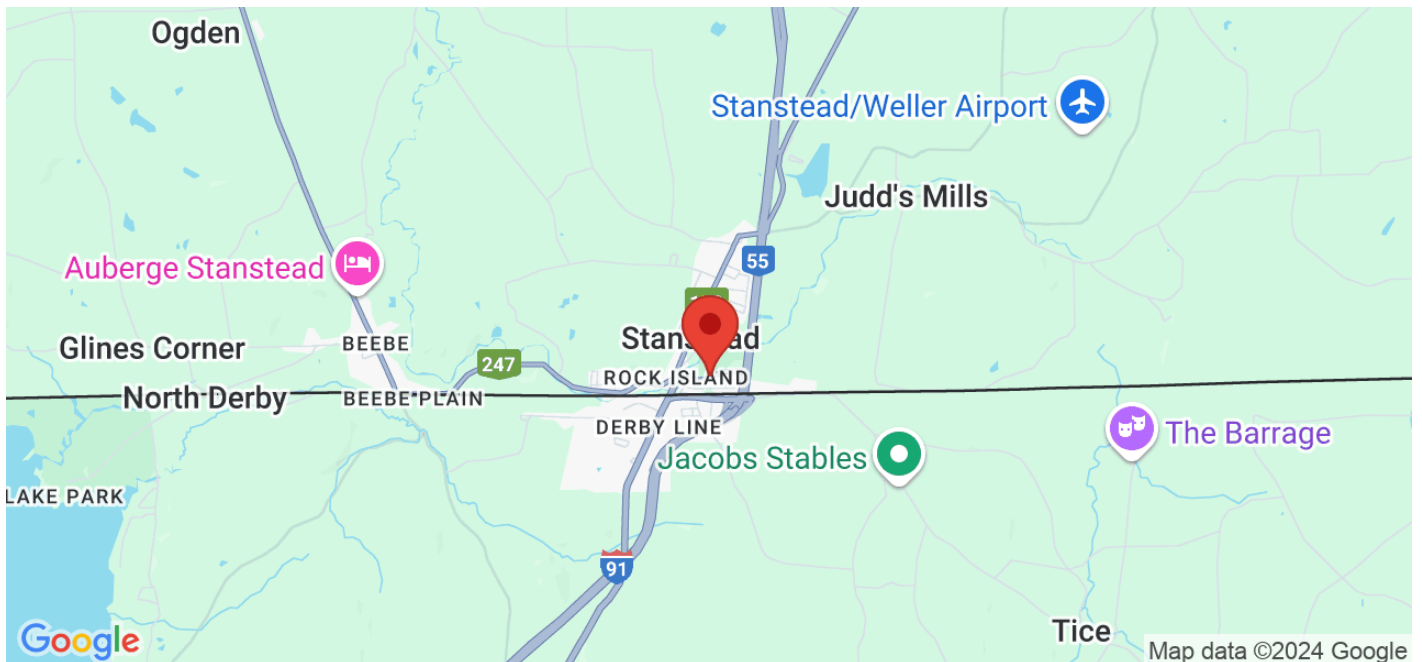 Ogden
Stanstead/Weller Airport
Judd's Mills
Auberge Stanstead
55
Glines Corner
BEEBE
Stanstead
247
ROCK ISLAND
North Derby
BEEBE PLAIN
DERBY LINE
The Barrage
Jacobs Stables
LAKE PARK
91
Tice
Google
Map data ©2024 Google